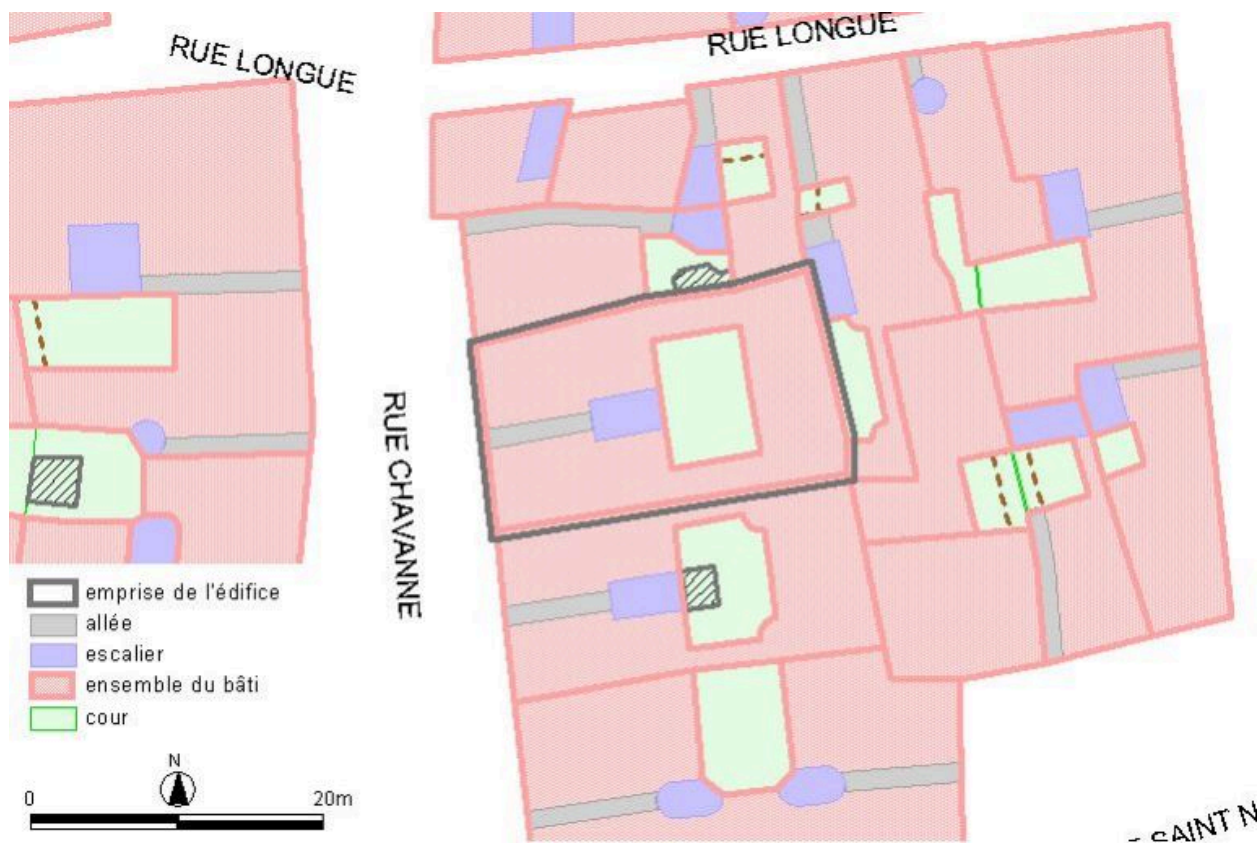 RUE LONGUE
RUE LONGUE
RUE CHAVANNE
emprise de l'édifice
allée
escalier
ensemble du bâti
cour
N
0 20m
SAINT N